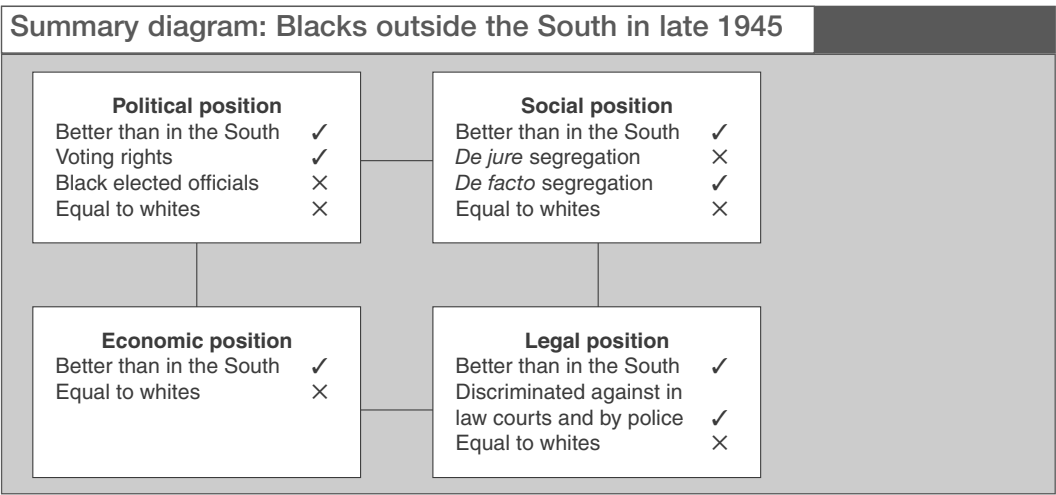 Summary diagram: Blacks outside the South in late 1945
Political position
Better than in the South ✓
Voting rights ✓
Black elected officials ✕
Equal to whites ✕
Social position
Better than in the South ✓
De jure segregation ✕
De facto segregation ✓
Equal to whites ✕
Economic position
Better than in the South ✓
Equal to whites ✕
Legal position
Better than in the South ✓
Discriminated against in
law courts and by police ✓
Equal to whites ✕